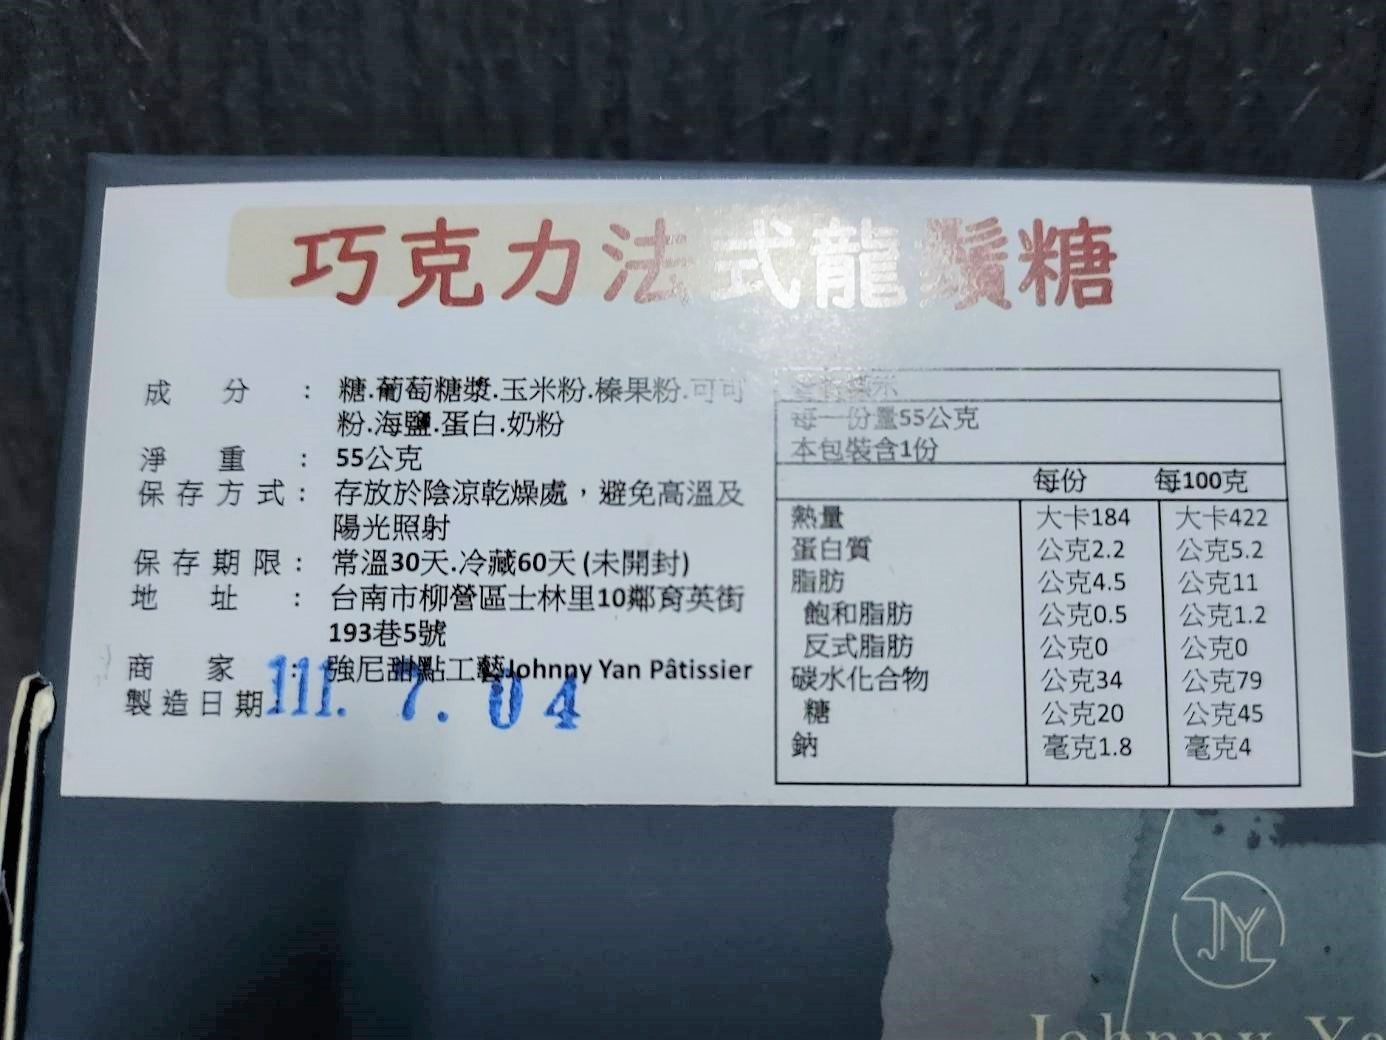 巧克力法式龍鬚糖
成分：糖.葡萄糖漿.玉米粉.榛果粉.可可
粉.海鹽.蛋白.奶粉
淨重：55公克
保存方式：存放於陰涼乾燥處，避免高溫及
陽光照射
保存期限：常溫30天.冷藏60天(未開封)
地址：台南市柳營區士林里10鄰育英街
193巷5號
商家：強尼甜點工藝Johnny Yan Pâtissier
製造日期：111. 7. 04
營養標示
每一份量55公克
本包裝含1份
每份 每100克
熱量 大卡184 大卡422
蛋白質 公克2.2 公克5.2
脂肪 公克4.5 公克11
飽和脂肪 公克0.5 公克1.2
反式脂肪 公克0 公克0
碳水化合物 公克34 公克79
糖 公克20 公克45
鈉 毫克1.8 毫克4
JY
Johnny Ya